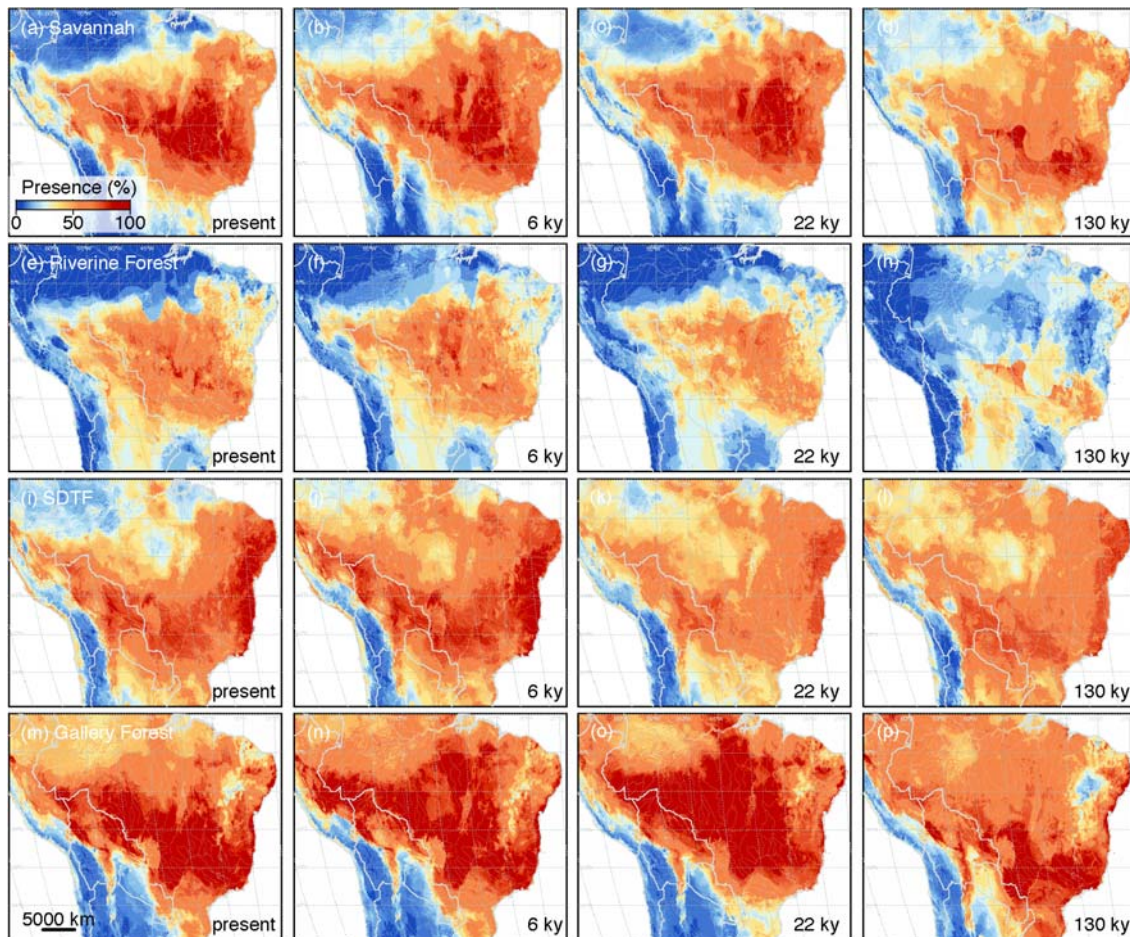 (a) Savannah
(b)
(c)
(d)
Presence (%)
0 50 100
present
6 ky
22 ky
130 ky
(e) Riverine Forest
(f)
(g)
(h)
present
6 ky
22 ky
130 ky
(i) SDTF
(j)
(k)
(l)
present
6 ky
22 ky
130 ky
(m) Gallery Forest
(n)
(o)
(p)
5000 km
present
6 ky
22 ky
130 ky